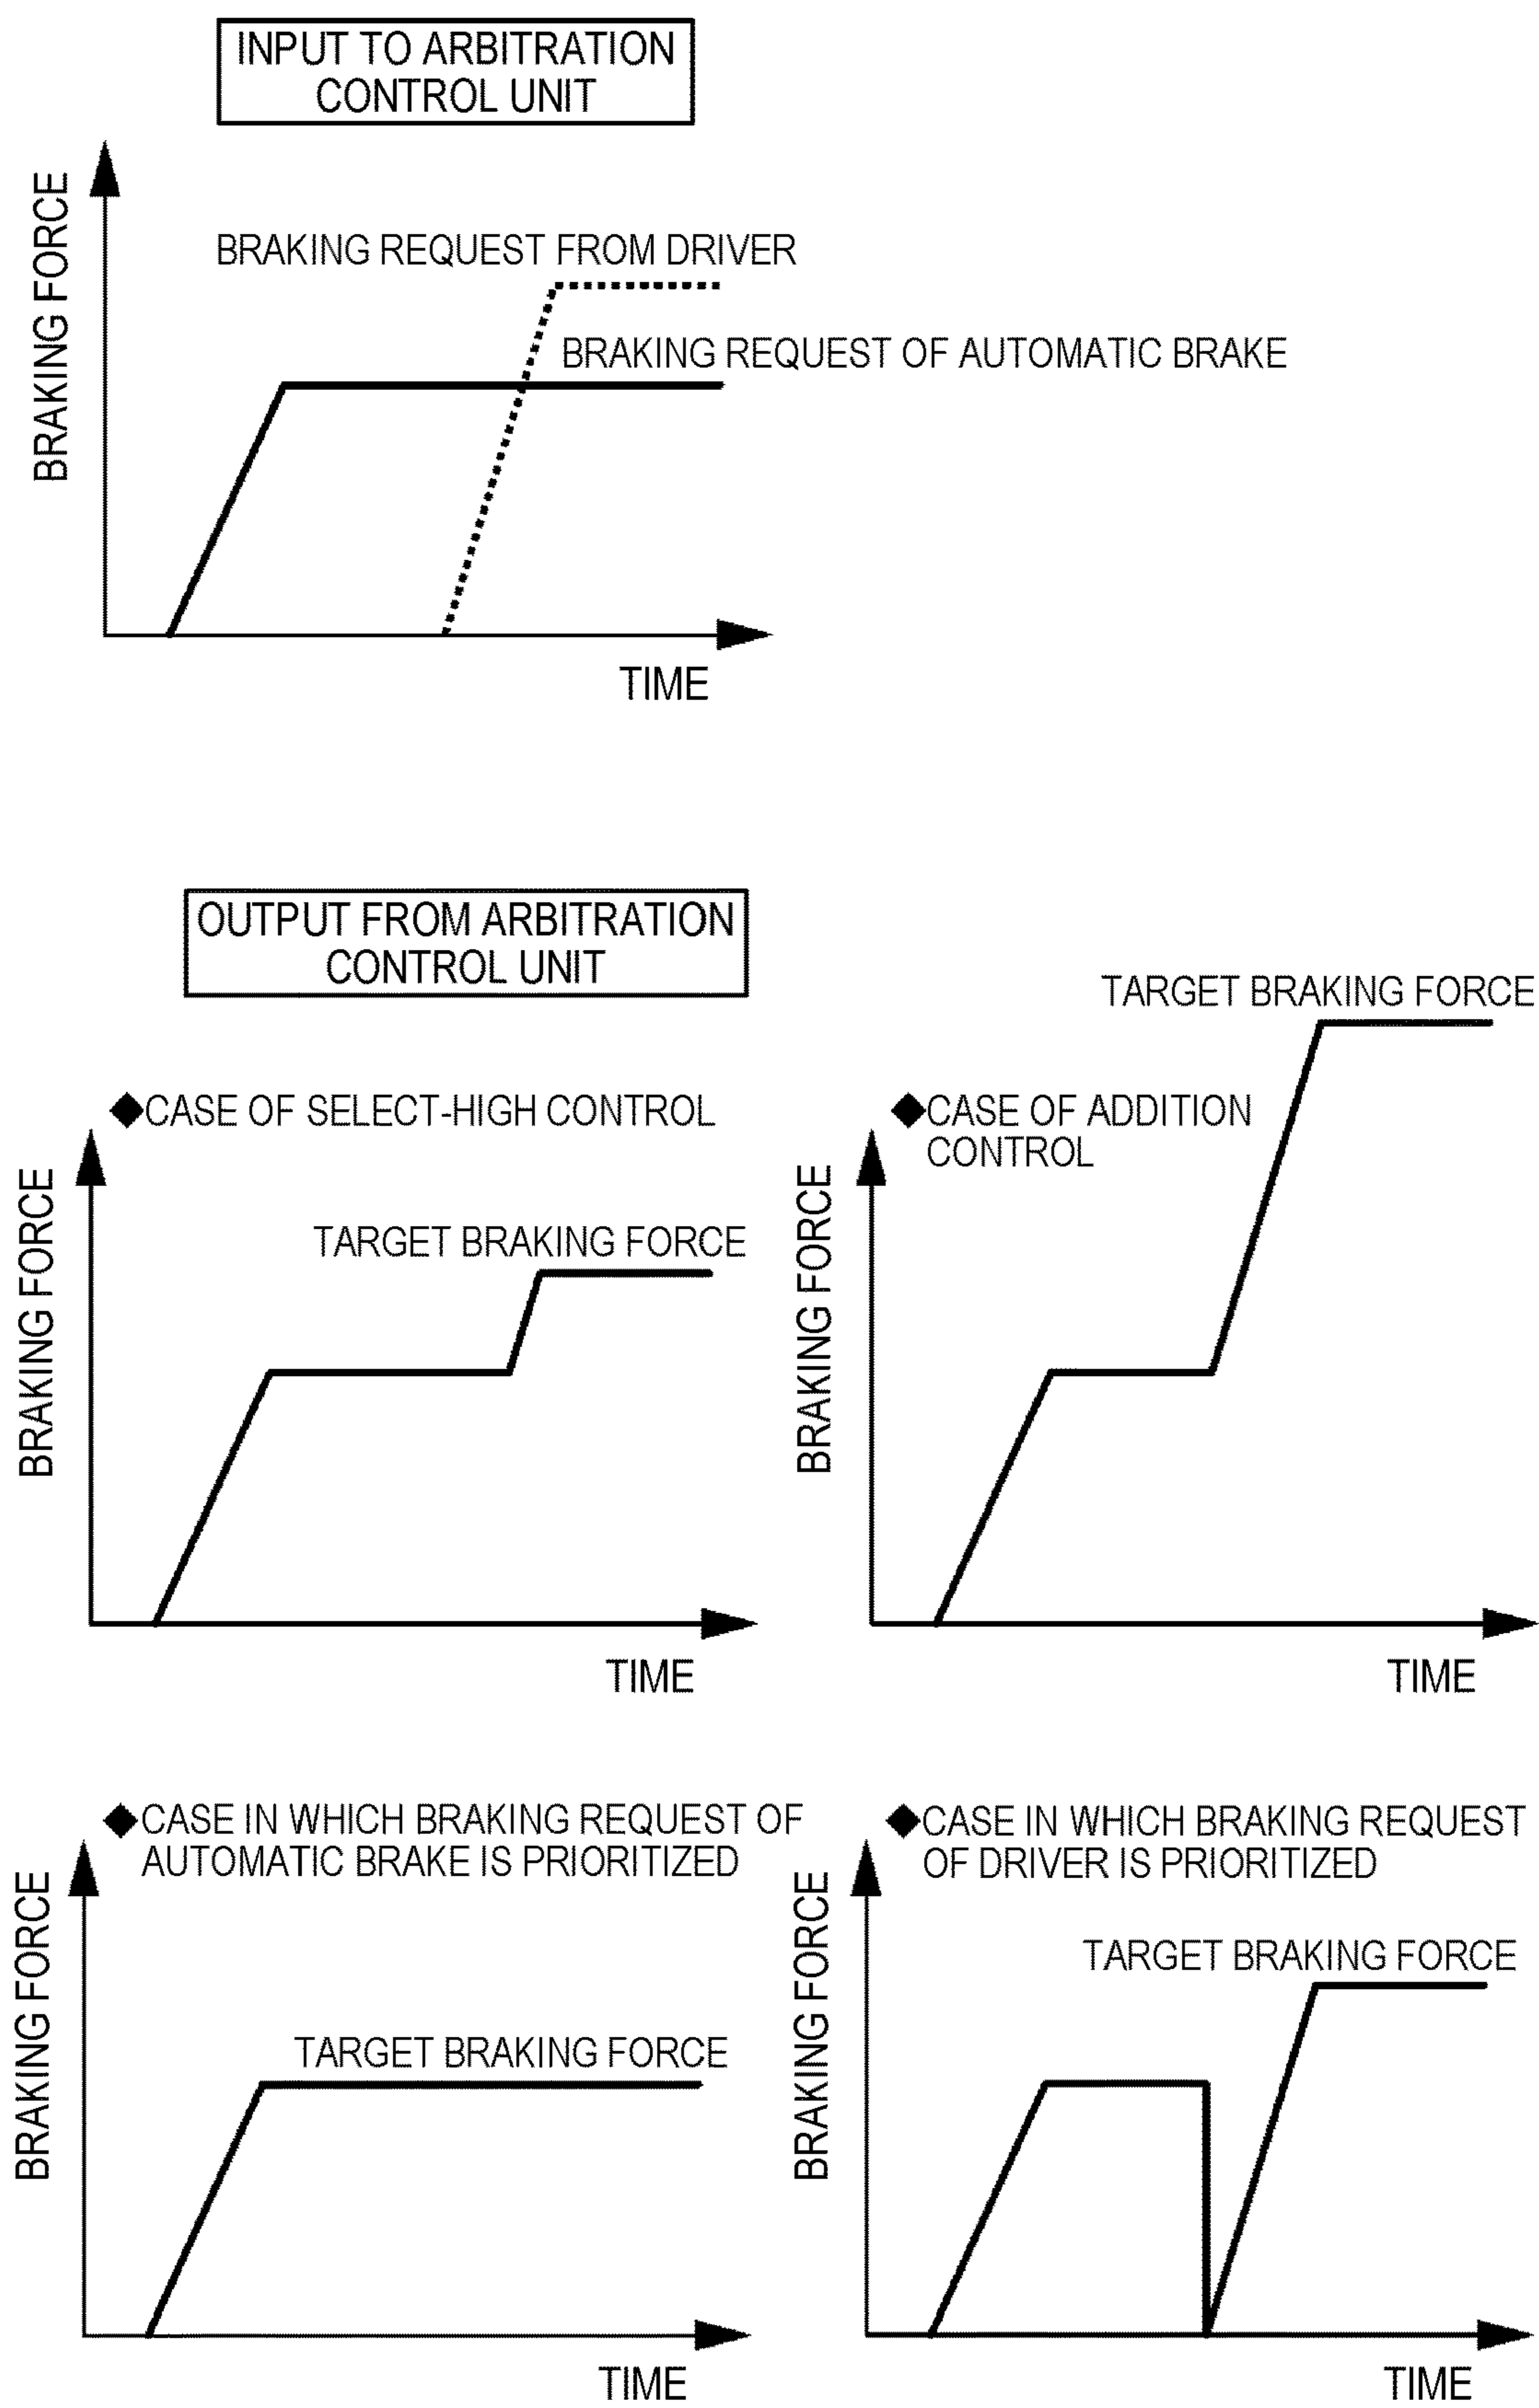 INPUT TO ARBITRATION
CONTROL UNIT
BRAKING FORCE
BRAKING REQUEST FROM DRIVER
BRAKING REQUEST OF AUTOMATIC BRAKE
TIME
OUTPUT FROM ARBITRATION
CONTROL UNIT
◆CASE OF SELECT-HIGH CONTROL
BRAKING FORCE
TARGET BRAKING FORCE
TIME
TARGET BRAKING FORCE
◆CASE OF ADDITION
CONTROL
BRAKING FORCE
TIME
◆CASE IN WHICH BRAKING REQUEST OF
AUTOMATIC BRAKE IS PRIORITIZED
BRAKING FORCE
TARGET BRAKING FORCE
TIME
◆CASE IN WHICH BRAKING REQUEST
OF DRIVER IS PRIORITIZED
BRAKING FORCE
TARGET BRAKING FORCE
TIME